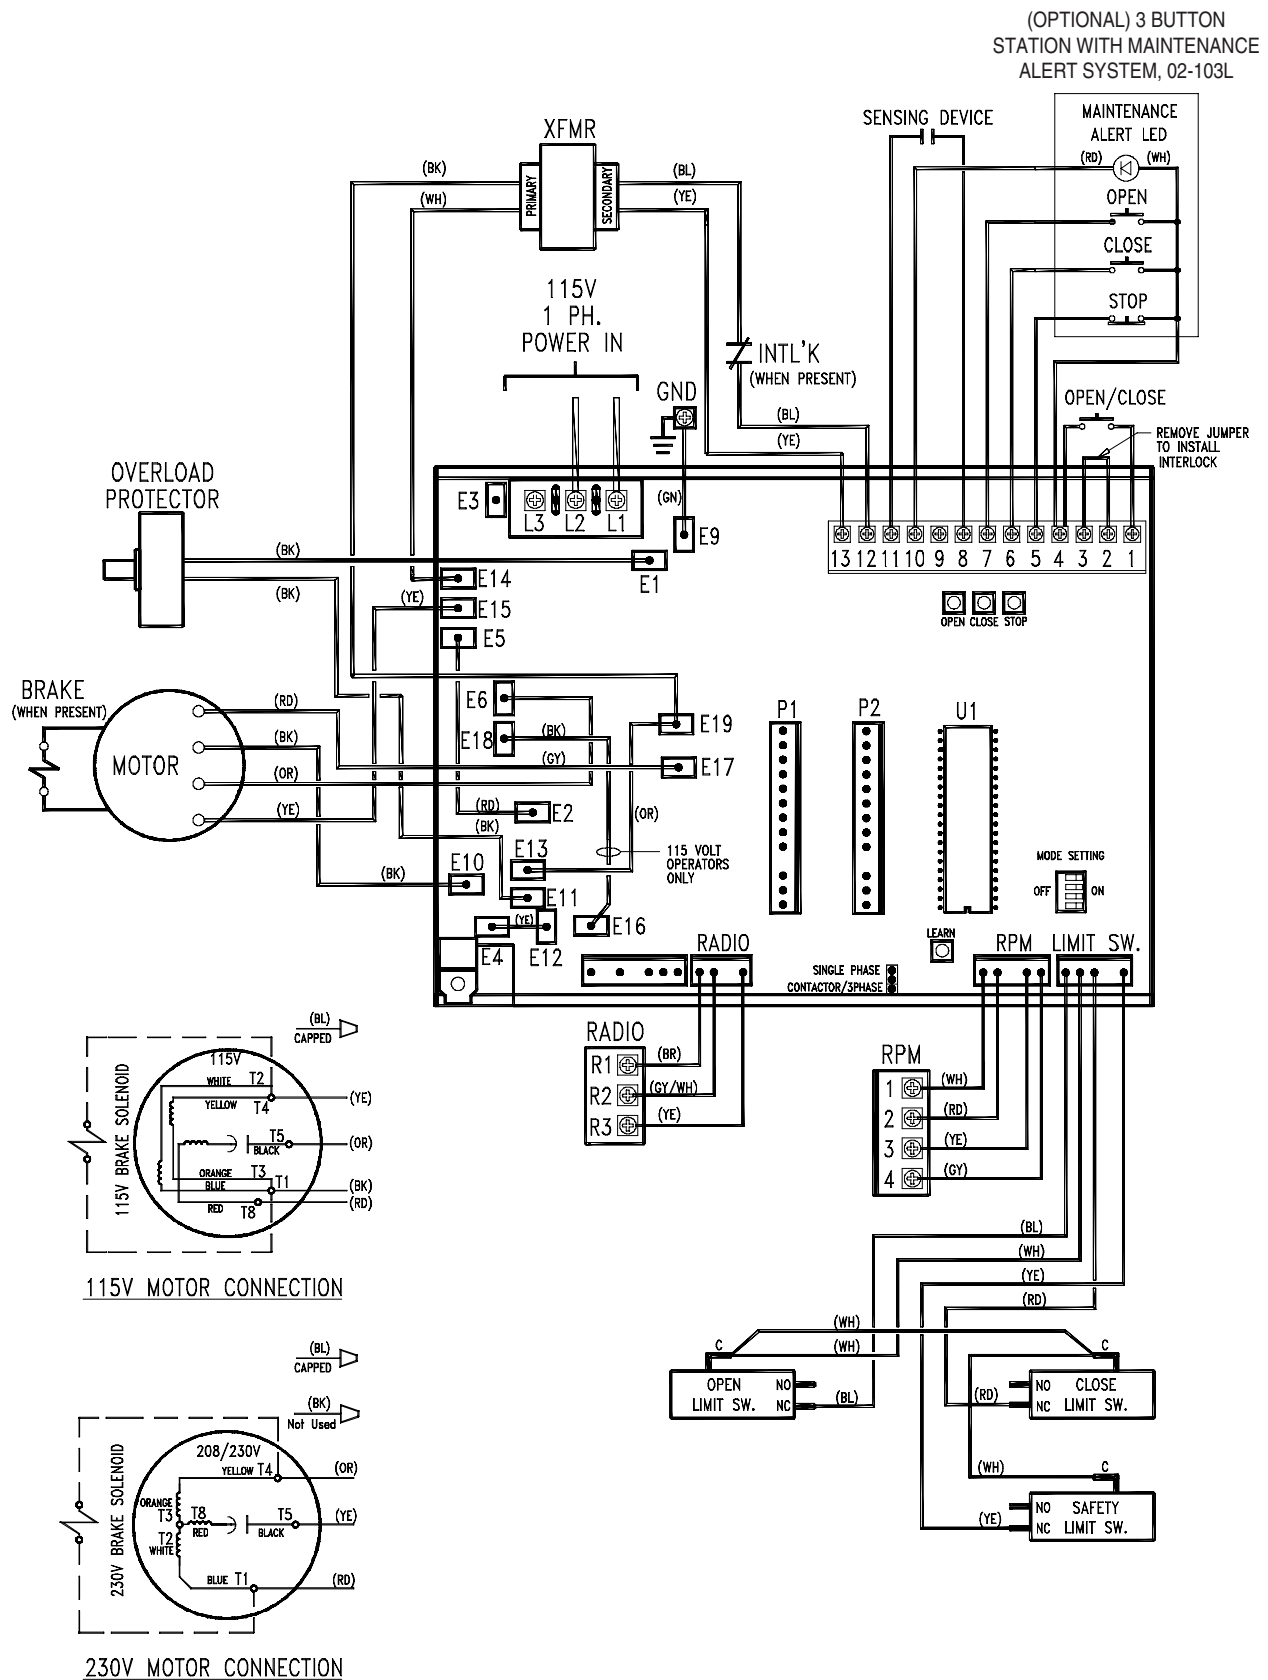 (OPTIONAL) 3 BUTTON
STATION WITH MAINTENANCE
ALERT SYSTEM, 02-103L
MAINTENANCE
ALERT LED
(RD)
(WH)
OPEN
CLOSE
STOP
SENSING DEVICE
XFMR
PRIMARY
SECONDARY
(BK)
(WH)
(BL)
(YE)
115V
1 PH.
POWER IN
INTL'K
(WHEN PRESENT)
GND
(BL)
(YE)
OPEN/CLOSE
REMOVE JUMPER
TO INSTALL
INTERLOCK
OVERLOAD
PROTECTOR
(BK)
(BK)
E3
L3 L2 L1
(GN)
E9
E1
13 12 11 10 9 8 7 6 5 4 3 2 1
OPEN CLOSE STOP
E14
(YE)
E15
E5
BRAKE
(WHEN PRESENT)
MOTOR
(RD)
(BK)
(OR)
(YE)
E6
E18
(BK)
(GY)
E19
E17
P1
P2
U1
(RD)
E2
(OR)
(BK)
115 VOLT
OPERATORS
ONLY
E13
E10
(BK)
E11
(YE)
E4
E12
E16
MODE SETTING
OFF
ON
LEARN
RADIO
RPM
LIMIT SW.
SINGLE PHASE
CONTACTOR/3PHASE
RADIO
R1
(BR)
R2
(GY/WH)
R3
(YE)
RPM
1
(WH)
2
(RD)
3
(YE)
4
(GY)
(BL)
CAPPED
115V BRAKE SOLENOID
115V
WHITE
T2
YELLOW
T4
(YE)
T5
BLACK
(OR)
ORANGE
T3
BLUE
T1
(BK)
RED
T8
(RD)
115V MOTOR CONNECTION
(BL)
(WH)
(YE)
(RD)
(WH)
(WH)
C
OPEN
LIMIT SW.
NO
NC
(BL)
C
(RD)
NO
NC
CLOSE
LIMIT SW.
(WH)
C
(YE)
NO
NC
SAFETY
LIMIT SW.
(BL)
CAPPED
(BK)
Not Used
230V BRAKE SOLENOID
208/230V
YELLOW
T4
(OR)
ORANGE
T3
T8
RED
T5
BLACK
(YE)
T2
WHITE
BLUE
T1
(RD)
230V MOTOR CONNECTION